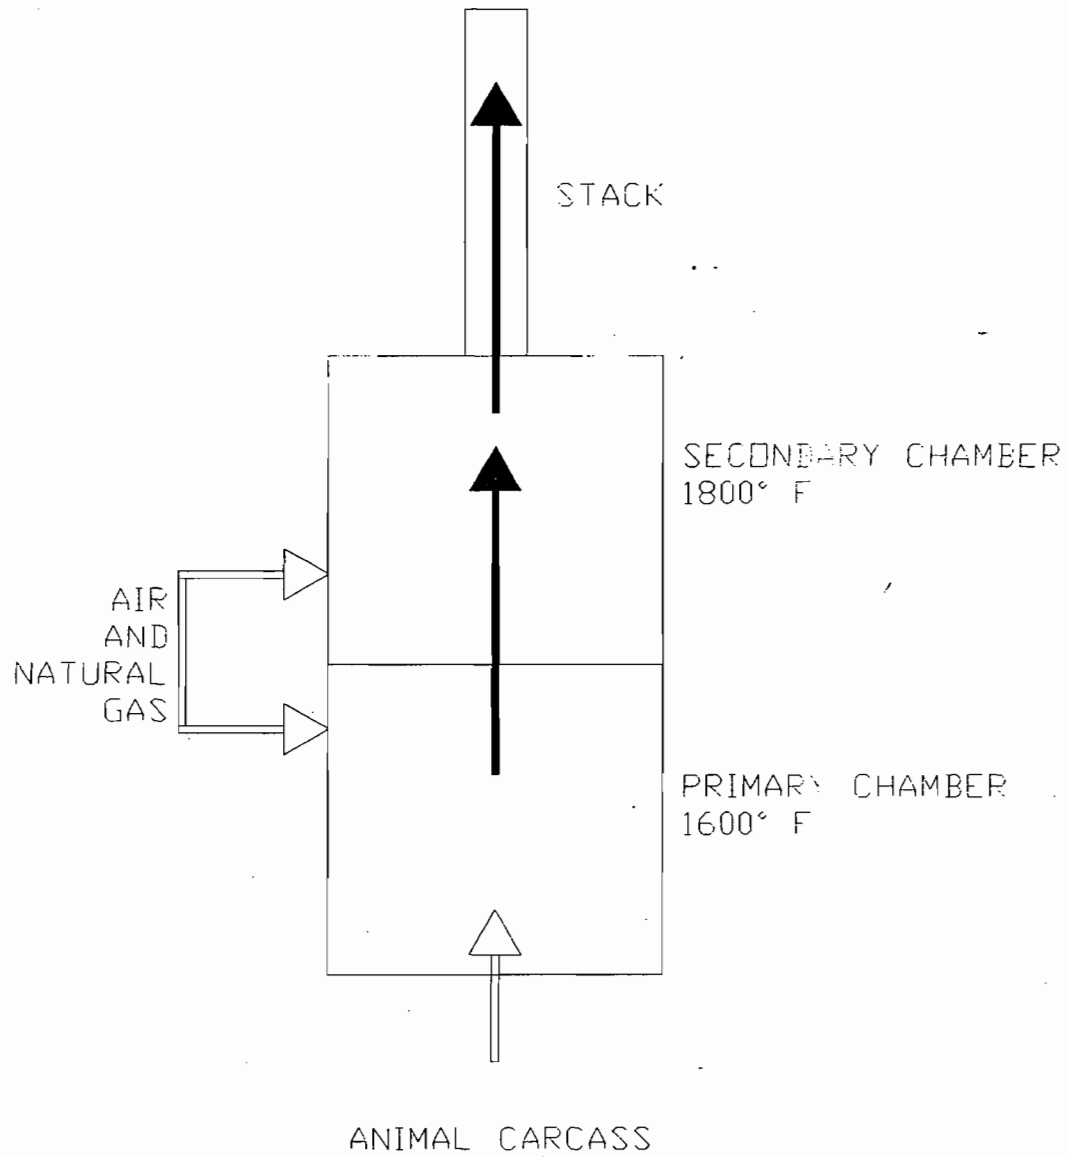 STACK
SECONDARY CHAMBER
1800° F
AIR
AND
NATURAL
GAS
PRIMARY CHAMBER
1600° F
ANIMAL CARCASS